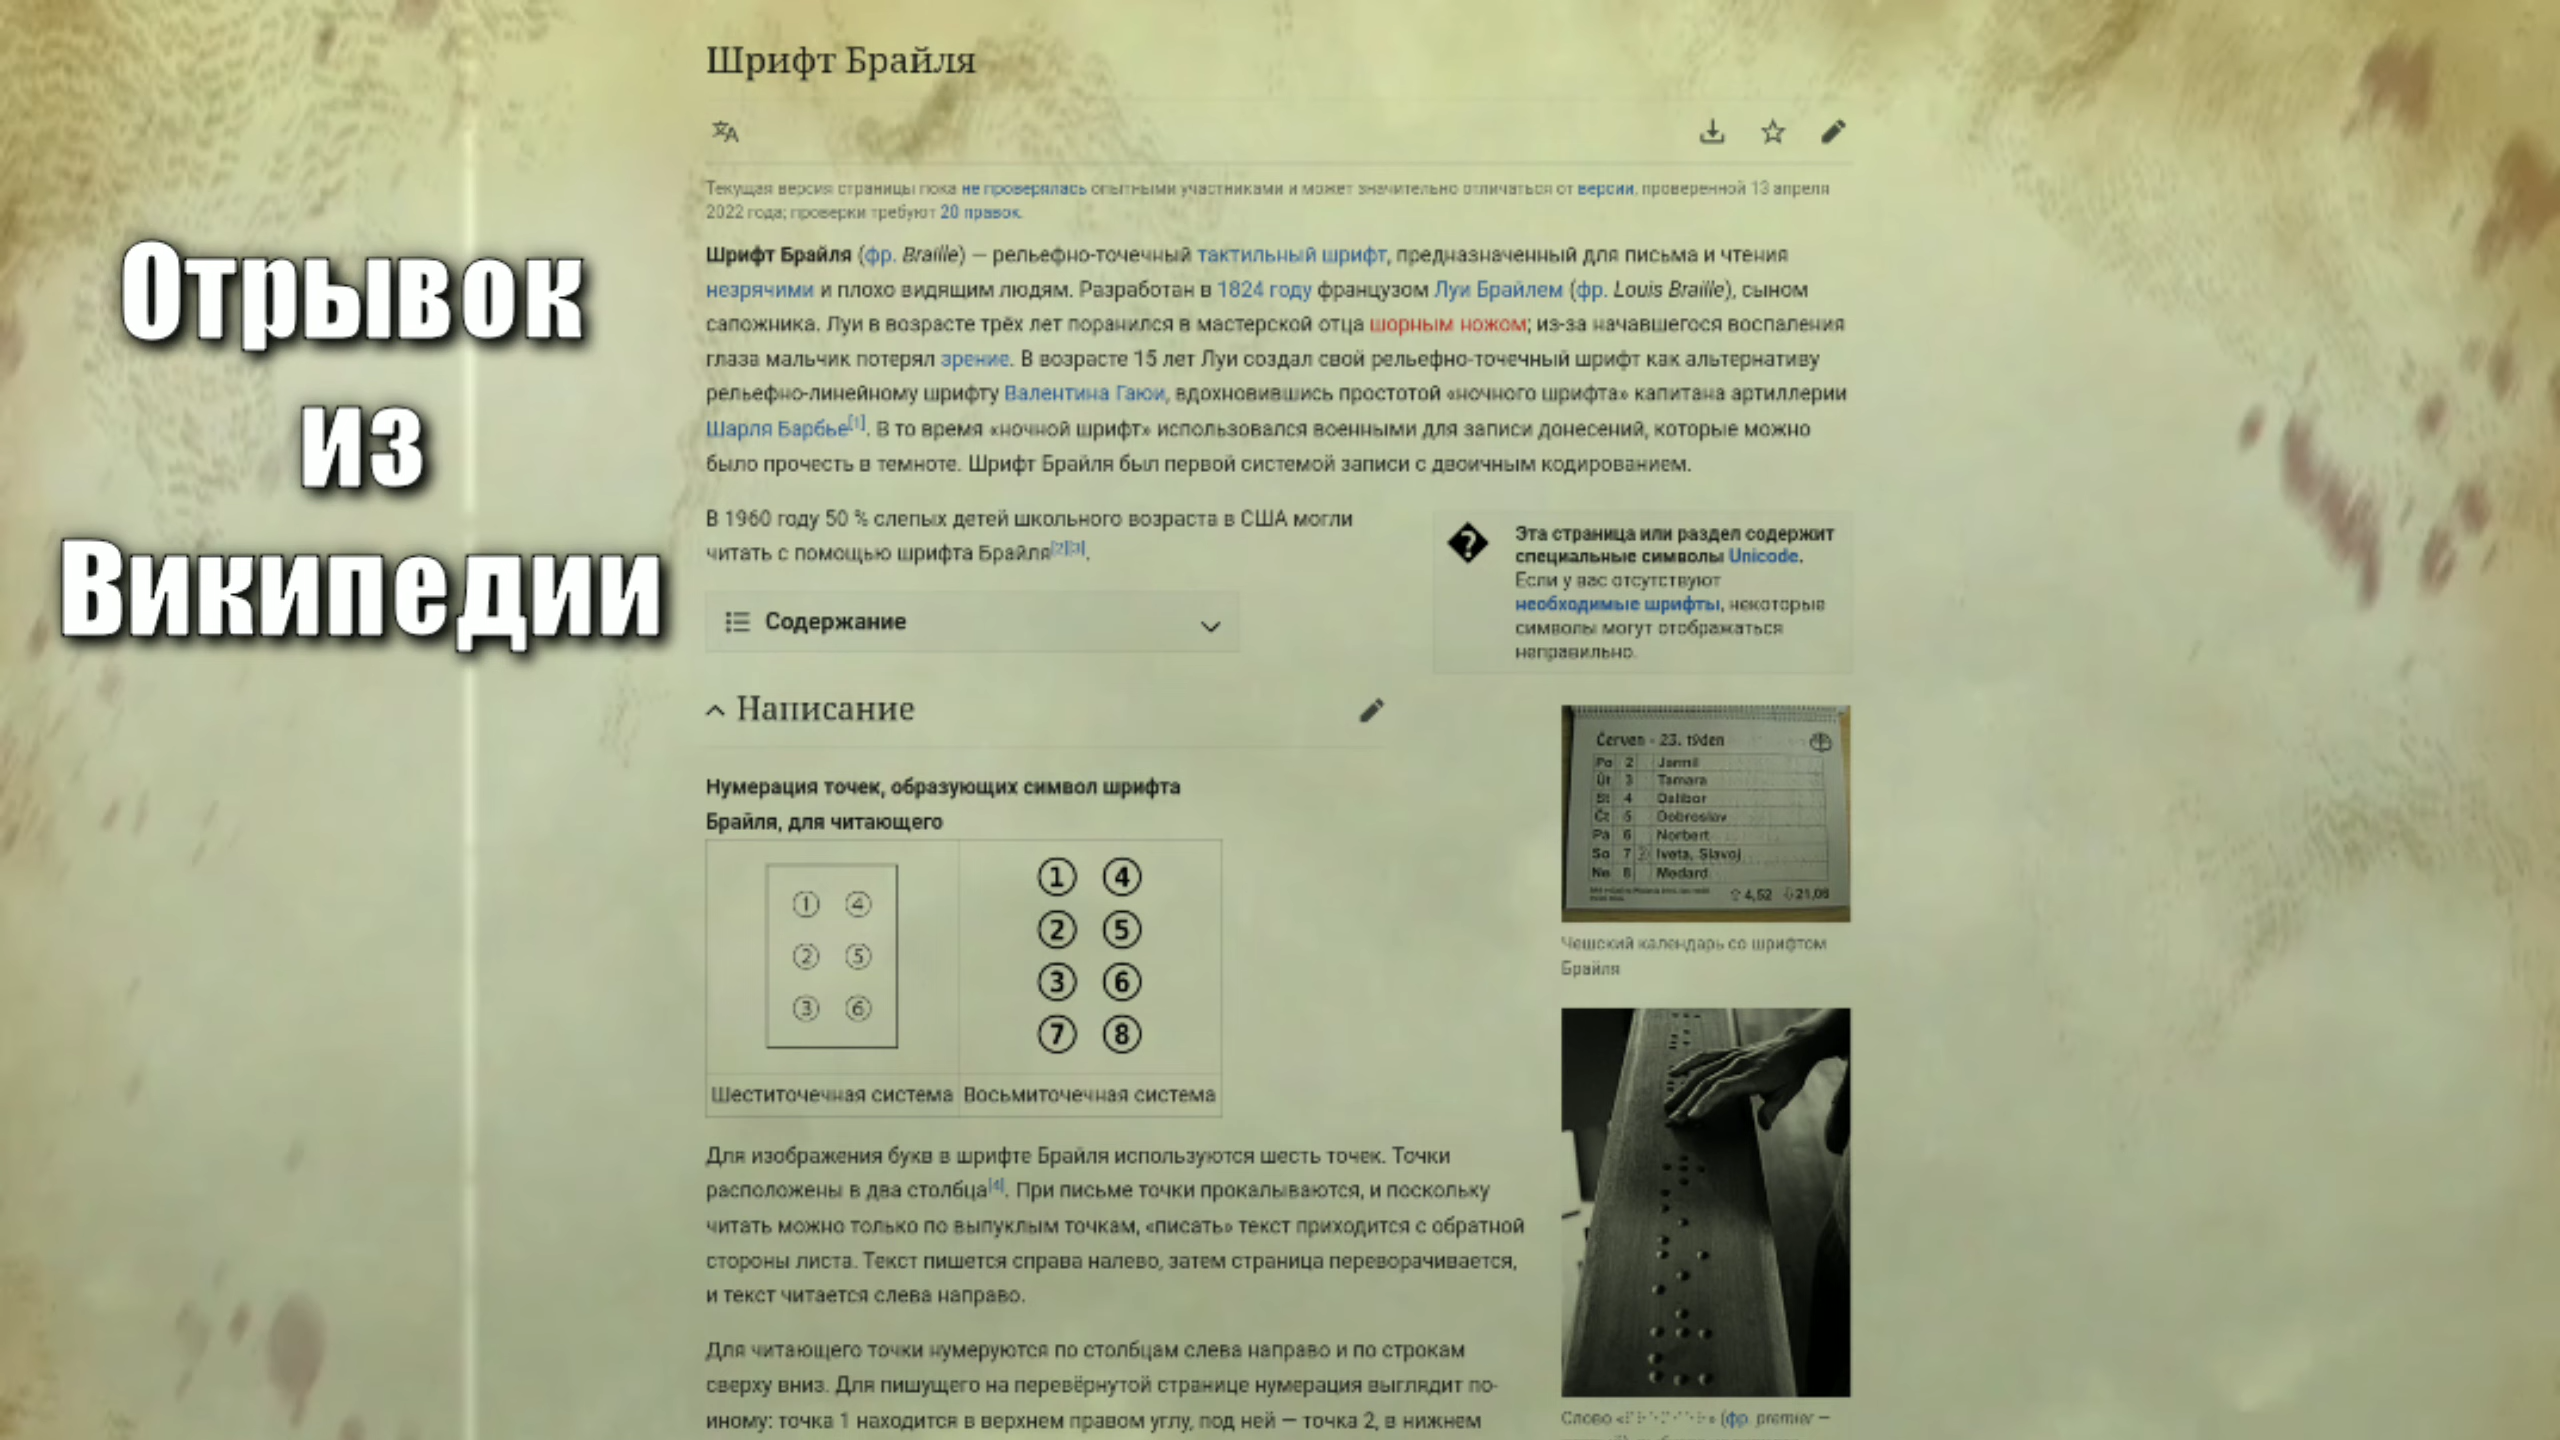 Отрывок
из
Википедии
Шрифт Брайля
Текущая версия страницы пока не проверялась опытными участниками и может значительно отличаться от версии, проверенной 13 апреля
2022 года; проверки требуют 20 правок.
Шрифт Брайля (фр. Braille) — рельефно-точечный тактильный шрифт, предназначенный для письма и чтения
незрячими и плохо видящим людям. Разработан в 1824 году французом Луи Брайлем (фр. Louis Braille), сыном
сапожника. Луи в возрасте трёх лет поранился в мастерской отца шорным ножом; из-за начавшегося воспаления
глаза мальчик потерял зрение. В возрасте 15 лет Луи создал свой рельефно-точечный шрифт как альтернативу
рельефно-линейному шрифту Валентина Гаюи, вдохновившись простотой «ночного шрифта» капитана артиллерии
Шарля Барбье[1]. В то время «ночной шрифт» использовался военными для записи донесений, которые можно
было прочесть в темноте. Шрифт Брайля был первой системой записи с двоичным кодированием.
В 1960 году 50 % слепых детей школьного возраста в США могли
читать с помощью шрифта Брайля[2][3].
Эта страница или раздел содержит
специальные символы Unicode.
Если у вас отсутствуют
необходимые шрифты, некоторые
символы могут отображаться
неправильно.
Содержание
Написание
Нумерация точек, образующих символ шрифта
Брайля, для читающего
1 4
2 5
3 6
1 4
2 5
3 6
7 8
Шеститочечная система
Восьмиточечная система
Červen - 23. týden
Po 2 Jarmil
Út 3 Tamara
St 4 Dalibor
Čt 5 Dobroslav
Pá 6 Norbert
So 7 Iveta, Slavoj
Ne 8 Medard
4,52 21,06
Чешский календарь со шрифтом
Брайля
Для изображения букв в шрифте Брайля используются шесть точек. Точки
расположены в два столбца[4]. При письме точки прокалываются, и поскольку
читать можно только по выпуклым точкам, «писать» текст приходится с обратной
стороны листа. Текст пишется справа налево, затем страница переворачивается,
и текст читается слева направо.
Для читающего точки нумеруются по столбцам слева направо и по строкам
сверху вниз. Для пишущего на перевёрнутой странице нумерация выглядит по-
иному: точка 1 находится в верхнем правом углу, под ней — точка 2, в нижнем
Слово (фр. premier —